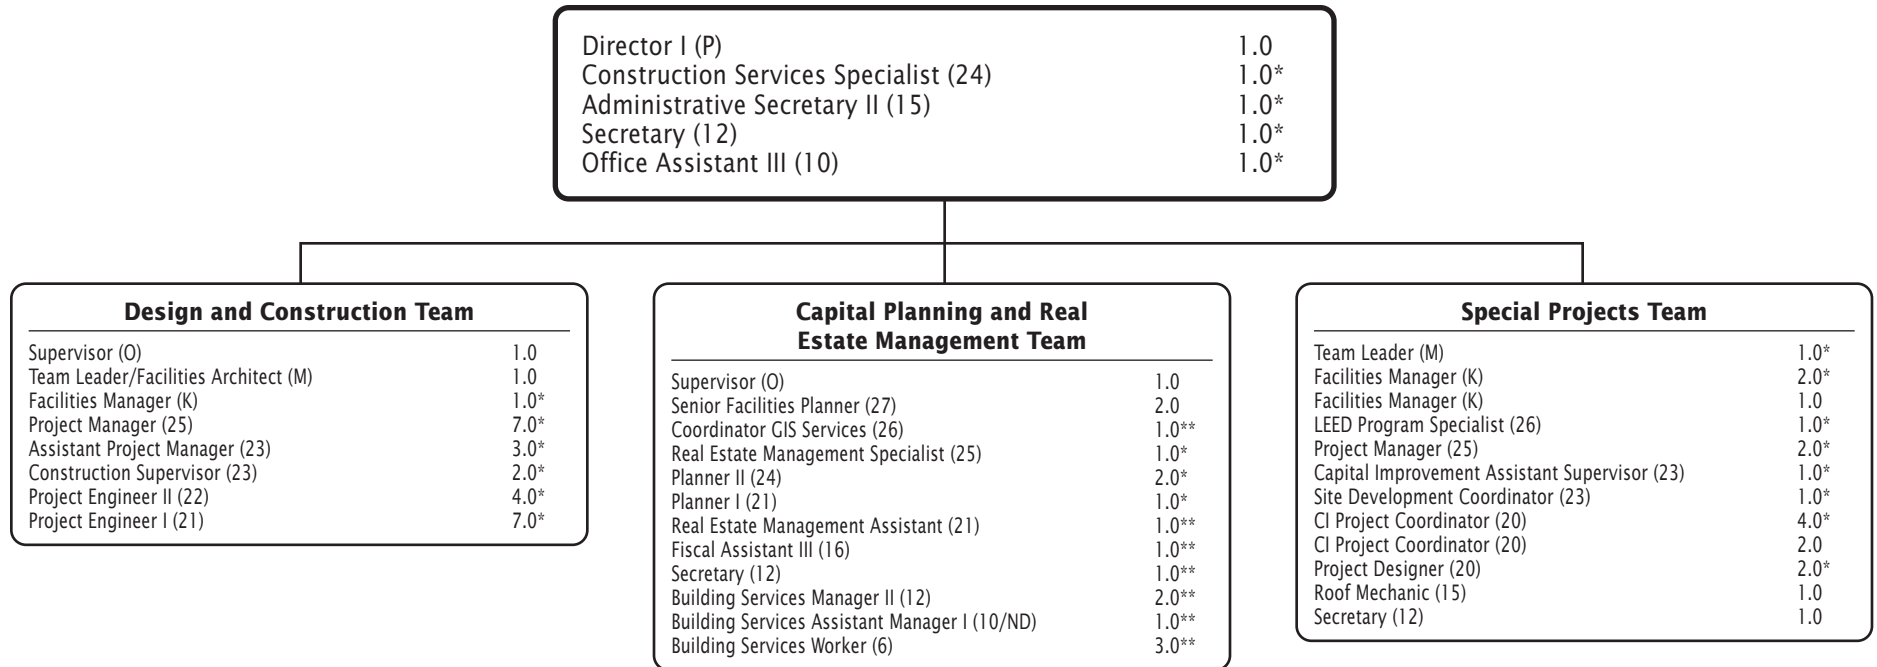 Director I (P) 1.0
Construction Services Specialist (24) 1.0*
Administrative Secretary II (15) 1.0*
Secretary (12) 1.0*
Office Assistant III (10) 1.0*
Design and Construction Team
Supervisor (O) 1.0
Team Leader/Facilities Architect (M) 1.0
Facilities Manager (K) 1.0*
Project Manager (25) 7.0*
Assistant Project Manager (23) 3.0*
Construction Supervisor (23) 2.0*
Project Engineer II (22) 4.0*
Project Engineer I (21) 7.0*
Capital Planning and Real
Estate Management Team
Supervisor (O) 1.0
Senior Facilities Planner (27) 2.0
Coordinator GIS Services (26) 1.0**
Real Estate Management Specialist (25) 1.0*
Planner II (24) 2.0*
Planner I (21) 1.0*
Real Estate Management Assistant (21) 1.0**
Fiscal Assistant III (16) 1.0**
Secretary (12) 1.0**
Building Services Manager II (12) 2.0**
Building Services Assistant Manager I (10/ND) 1.0**
Building Services Worker (6) 3.0**
Special Projects Team
Team Leader (M) 1.0*
Facilities Manager (K) 2.0*
Facilities Manager (K) 1.0
LEED Program Specialist (26) 1.0*
Project Manager (25) 2.0*
Capital Improvement Assistant Supervisor (23) 1.0*
Site Development Coordinator (23) 1.0*
CI Project Coordinator (20) 4.0*
CI Project Coordinator (20) 2.0
Project Designer (20) 2.0*
Roof Mechanic (15) 1.0
Secretary (12) 1.0